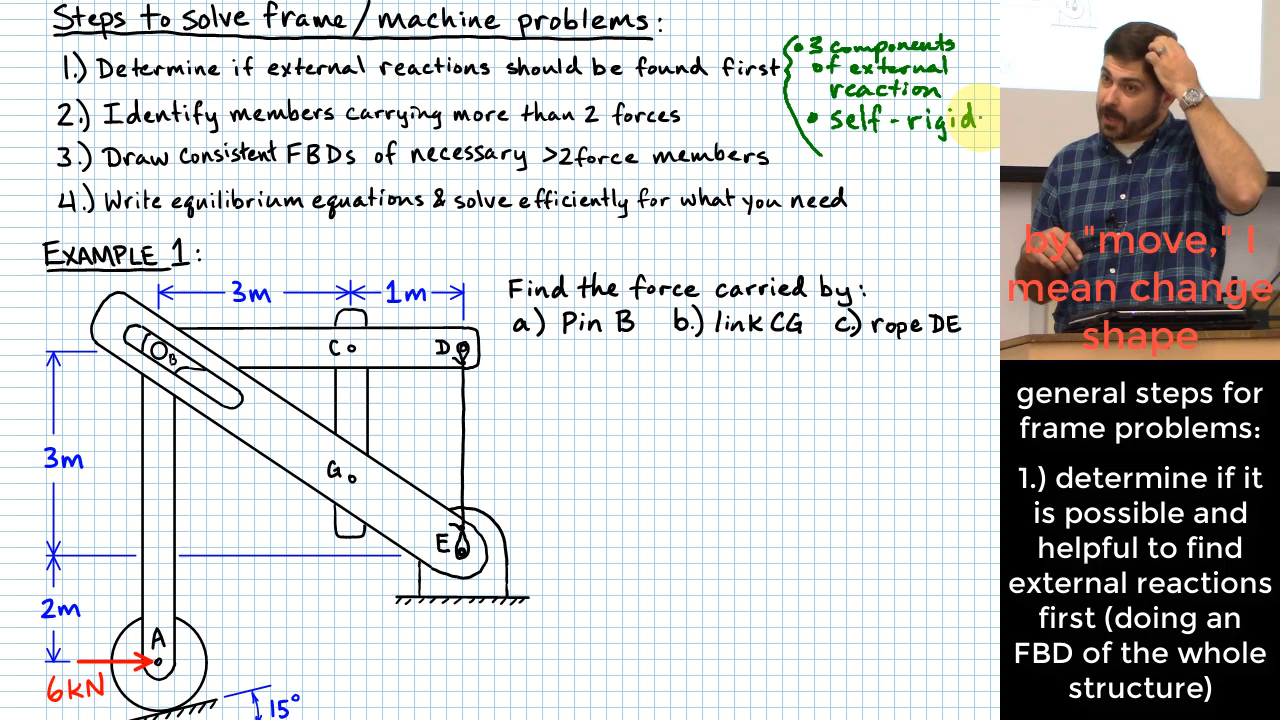 Steps to solve frame/machine problems:
1.) Determine if external reactions should be found first
• 3 components
of external
reaction
• self-rigid
2.) Identify members carrying more than 2 forces
3.) Draw consistent FBDs of necessary >2force members
4.) Write equilibrium equations & solve efficiently for what you need
EXAMPLE 1:
3m
1m
Find the force carried by:
a) Pin B b.) link CG c.) rope DE
B
C
D
3m
G
E
2m
A
6kN
15°
by "move," I
mean change
shape
general steps for
frame problems:
1.) determine if it
is possible and
helpful to find
external reactions
first (doing an
FBD of the whole
structure)